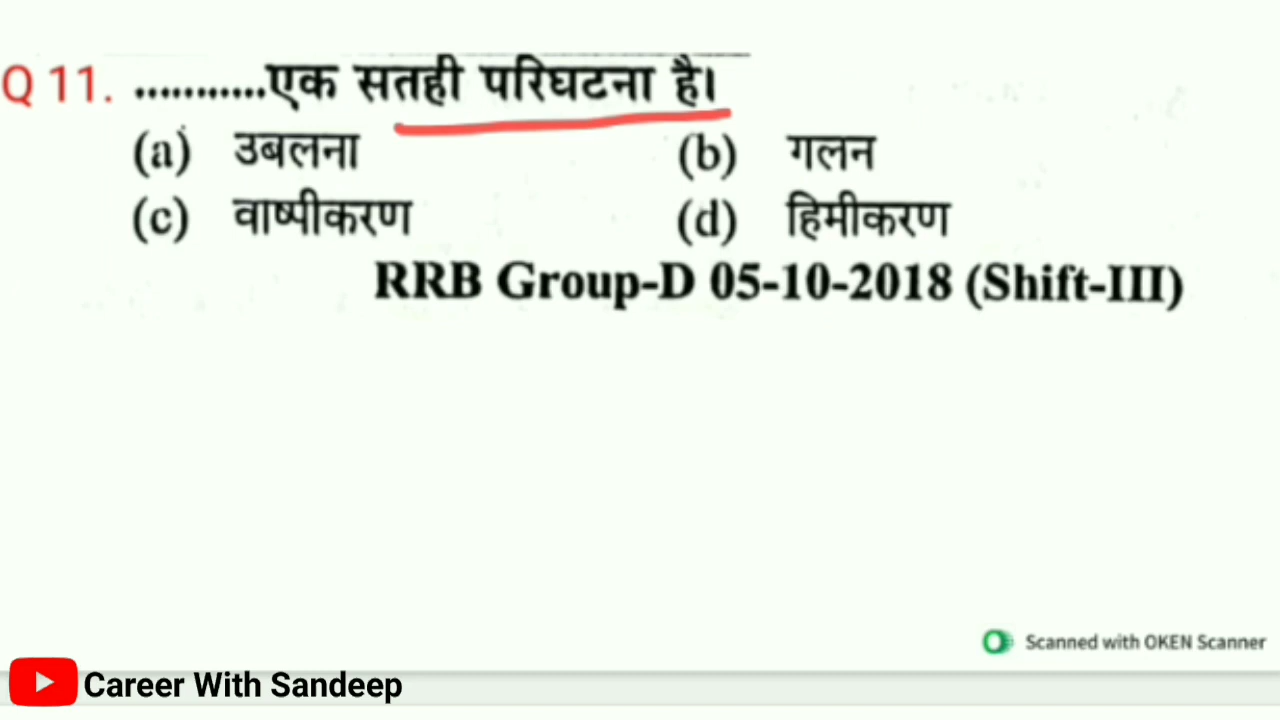 Q 11. ...........एक सतही परिघटना है।
(a) उबलना (b) गलन
(c) वाष्पीकरण (d) हिमीकरण
RRB Group-D 05-10-2018 (Shift-III)
Scanned with OKEN Scanner
Career With Sandeep